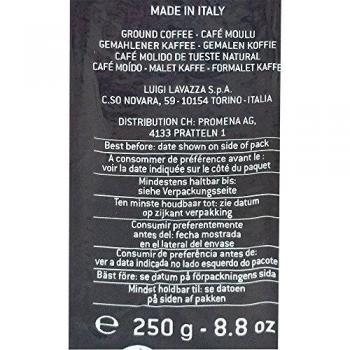 MADE IN ITALY
GROUND COFFEE - CAFÉ MOULU
GEMAHLENER KAFFEE - GEMALEN KOFFIE
CAFÉ MOLIDO DE TUESTE NATURAL
CAFÉ MOÍDO - MALET KAFFE - FORMALET KAFFE
LUIGI LAVAZZA S.p.A.
C.SO NOVARA, 59 - 10154 TORINO - ITALIA
DISTRIBUTION CH: PROMENA AG,
4133 PRATTELN 1
Best before: date shown on side of pack
A consommer de préférence avant le :
voir la date indiquée sur le côté du paquet
Mindestens haltbar bis:
siehe Verpackungsseite
Ten minste houdbaar tot: zie datum
op zijkant verpakking
Consumir preferentemente
antes del: fecha mostrada
en el lateral del envase
Consumir de preferência antes de:
ver a data indicada no lado esquerdo do pacote
Bäst före: se datum på förpackningens sida
Mindst holdbar til: se datoen
på siden af pakken
e 250 g - 8.8 oz